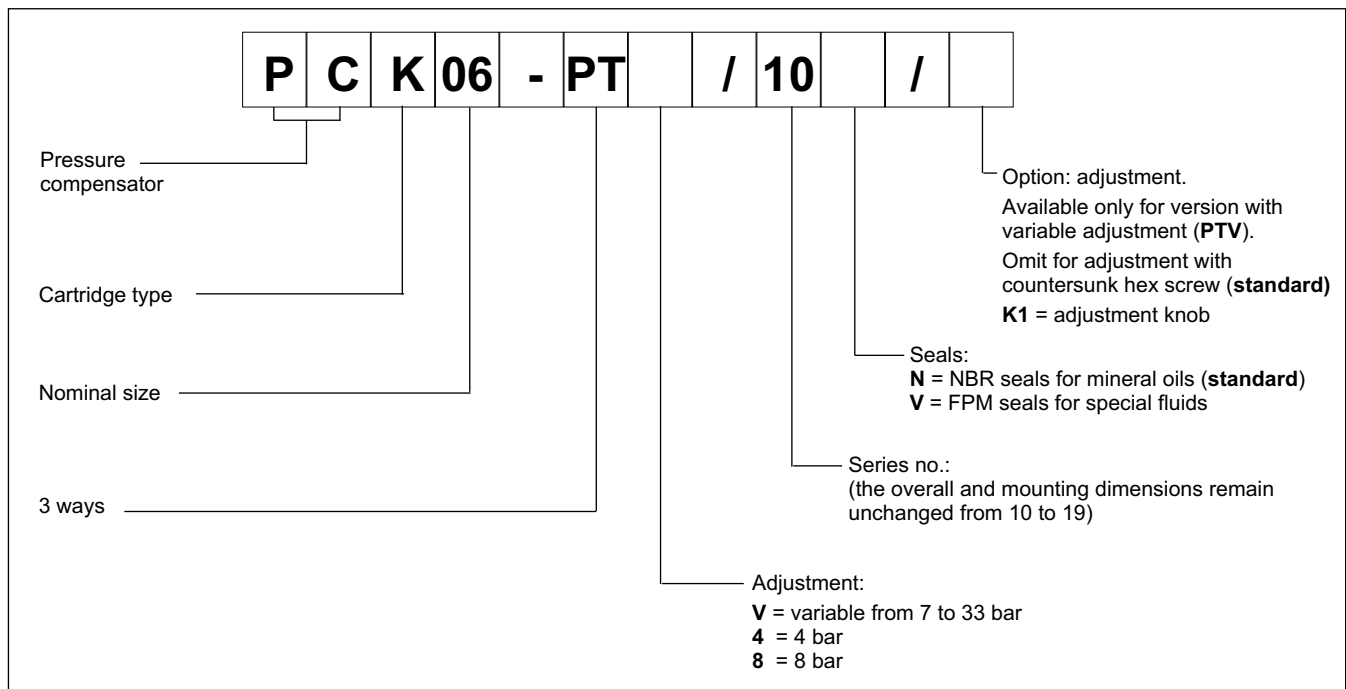 P C K 06 - PT / 10 /
Pressure
compensator
Cartridge type
Nominal size
3 ways
Option: adjustment.
Available only for version with
variable adjustment (PTV).
Omit for adjustment with
countersunk hex screw (standard)
K1 = adjustment knob
Seals:
N = NBR seals for mineral oils (standard)
V = FPM seals for special fluids
Series no.:
(the overall and mounting dimensions remain
unchanged from 10 to 19)
Adjustment:
V = variable from 7 to 33 bar
4 = 4 bar
8 = 8 bar